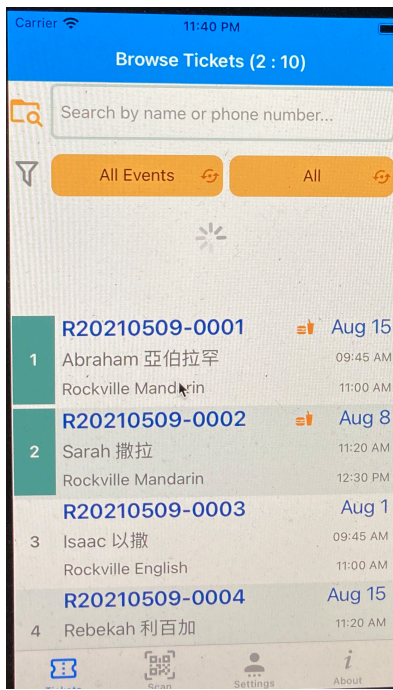 Carrier
11:40 PM
Browse Tickets (2 : 10)
Search by name or phone number...
All Events
All
R20210509-0001
Aug 15
1
Abraham 亞伯拉罕
09:45 AM
Rockville Mandarin
11:00 AM
R20210509-0002
Aug 8
2
Sarah 撒拉
11:20 AM
Rockville Mandarin
12:30 PM
R20210509-0003
Aug 1
3
Isaac 以撒
09:45 AM
Rockville English
11:00 AM
R20210509-0004
Aug 15
4
Rebekah 利百加
11:20 AM
Tickets
Scan
Settings
About